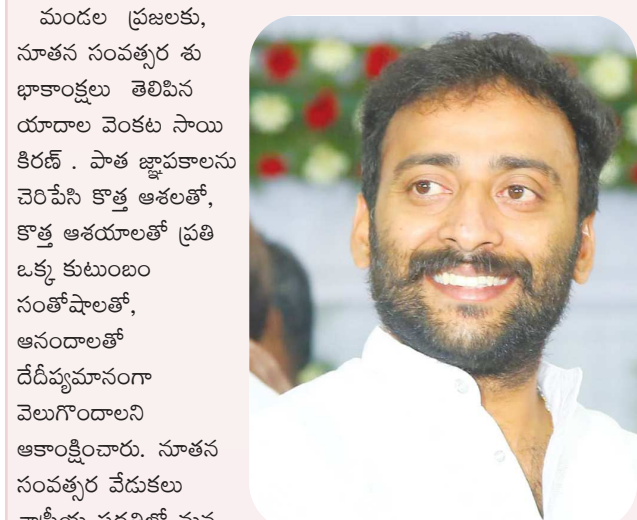 మండల ప్రజలకు,
నూతన సంవత్సర శు
భాకాంక్షలు తెలిపిన
యాదాల వెంకట సాయి
కిరణ్ . పాత జ్ఞాపకాలను
చెరిపేసి కొత్త ఆశలతో,
కొత్త ఆశయాలతో ప్రతి
ఒక్క కుటుంబం
సంతోషాలతో,
ఆనందాలతో
దేదీప్యమానంగా
వెలుగొందాలని
ఆకాంక్షించారు. నూతన
సంవత్సర వేడుకలు